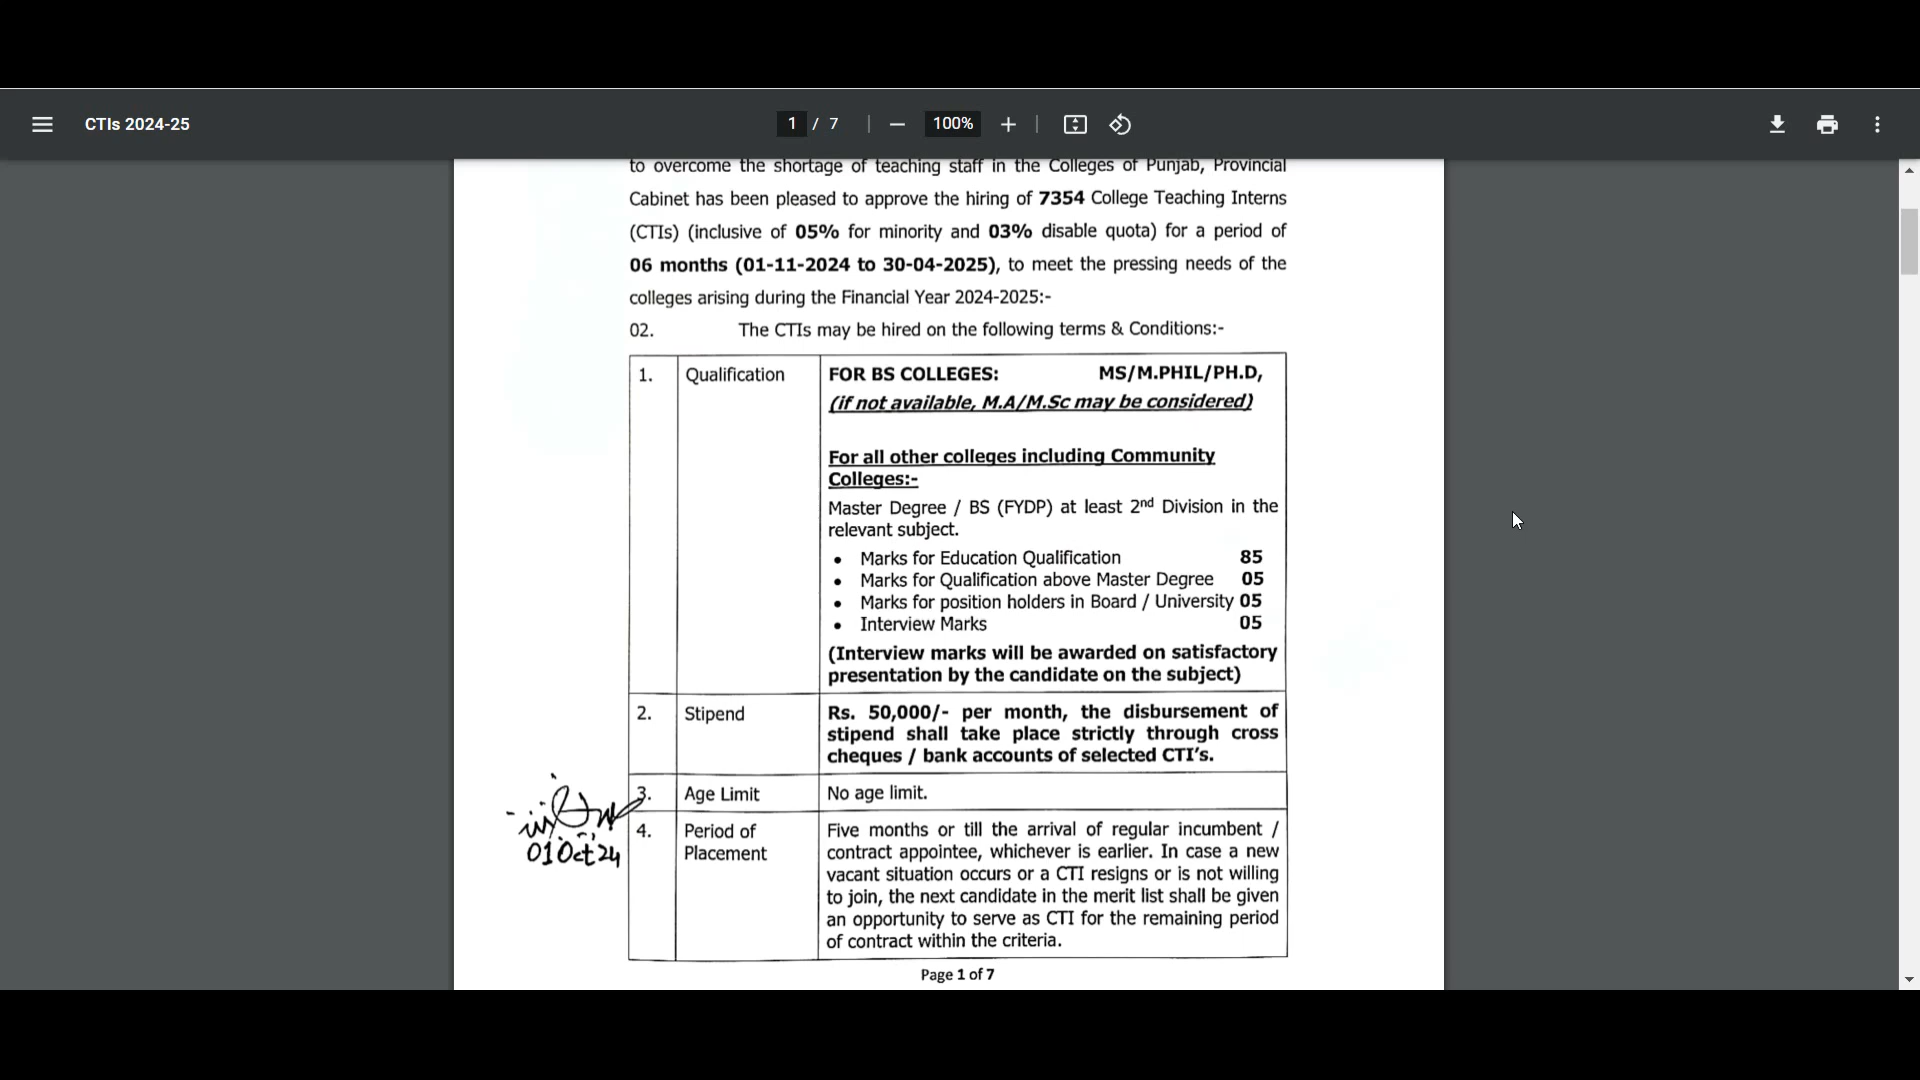 CTIs 2024-25
1 / 7
100%
to overcome the shortage of teaching staff in the Colleges of Punjab, Provincial
Cabinet has been pleased to approve the hiring of 7354 College Teaching Interns
(CTIs) (inclusive of 05% for minority and 03% disable quota) for a period of
06 months (01-11-2024 to 30-04-2025), to meet the pressing needs of the
colleges arising during the Financial Year 2024-2025:-
02. The CTIs may be hired on the following terms & Conditions:-
1. Qualification FOR BS COLLEGES: MS/M.PHIL/PH.D,
(if not available, M.A/M.Sc may be considered)
For all other colleges including Community
Colleges:-
Master Degree / BS (FYDP) at least 2nd Division in the
relevant subject.
• Marks for Education Qualification 85
• Marks for Qualification above Master Degree 05
• Marks for position holders in Board / University 05
• Interview Marks 05
(Interview marks will be awarded on satisfactory
presentation by the candidate on the subject)
2. Stipend Rs. 50,000/- per month, the disbursement of
stipend shall take place strictly through cross
cheques / bank accounts of selected CTI's.
3. Age Limit No age limit.
4. Period of Five months or till the arrival of regular incumbent /
Placement contract appointee, whichever is earlier. In case a new
vacant situation occurs or a CTI resigns or is not willing
to join, the next candidate in the merit list shall be given
an opportunity to serve as CTI for the remaining period
of contract within the criteria.
01 Oct 24
Page 1 of 7